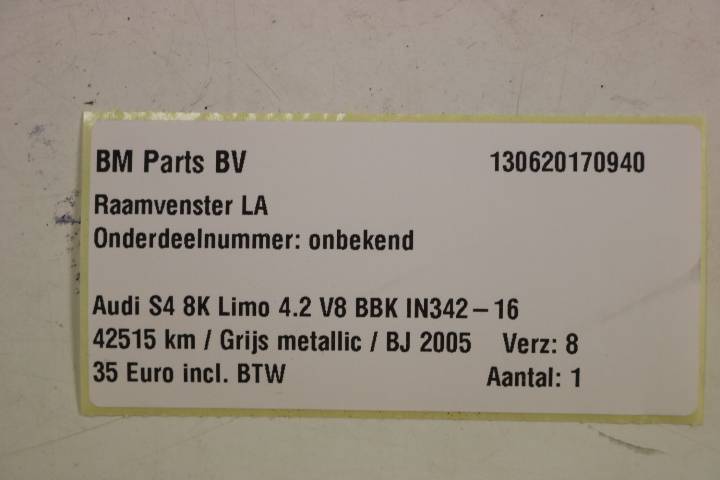 BM Parts BV 130620170940
Raamvenster LA
Onderdeelnummer: onbekend
Audi S4 8K Limo 4.2 V8 BBK IN342 – 16
42515 km / Grijs metallic / BJ 2005 Verz: 8
35 Euro incl. BTW Aantal: 1